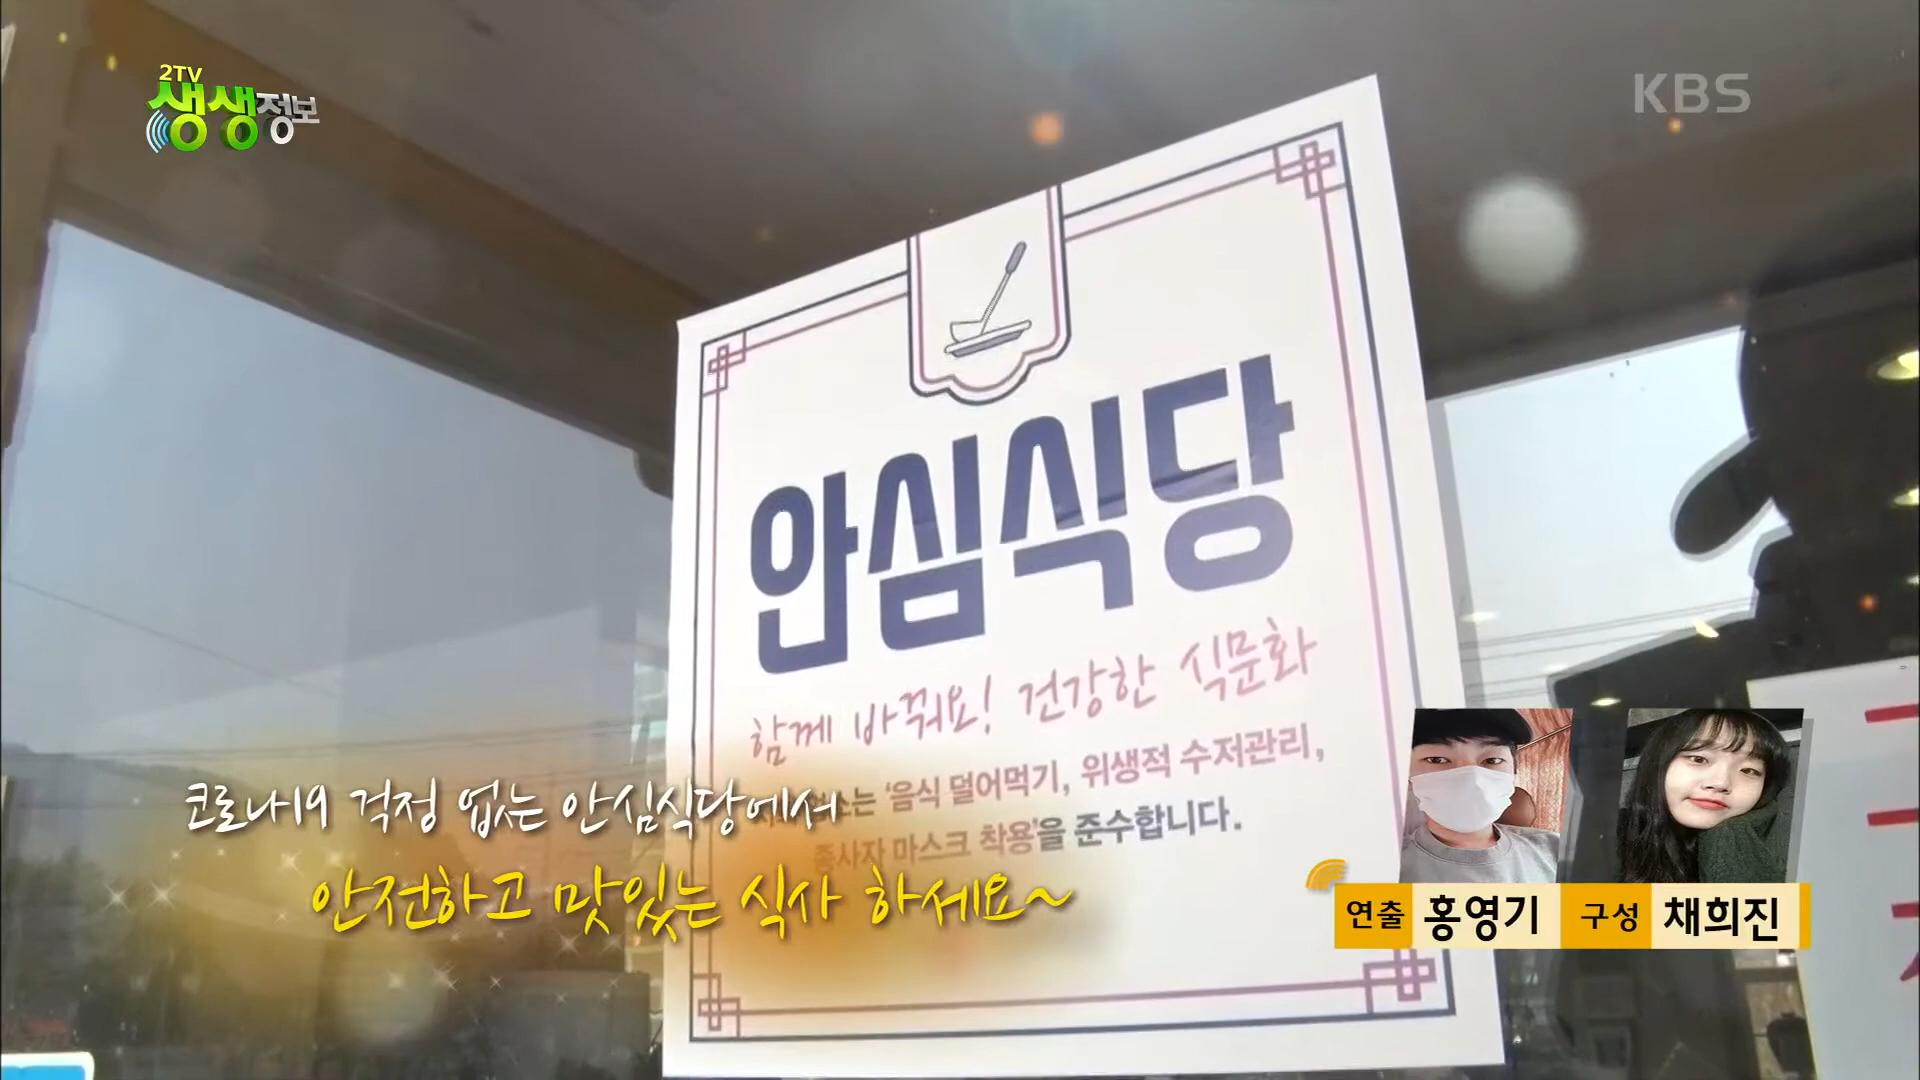 2TV
생생정보
KBS
안심식당
함께 바꿔요! 건강한 식문화
업소는 '음식 덜어먹기, 위생적 수저관리,
종사자 마스크 착용'을 준수합니다.
코로나19 걱정 없는 안심식당에서
안전하고 맛있는 식사 하세요~
연출 홍영기 구성 채희진